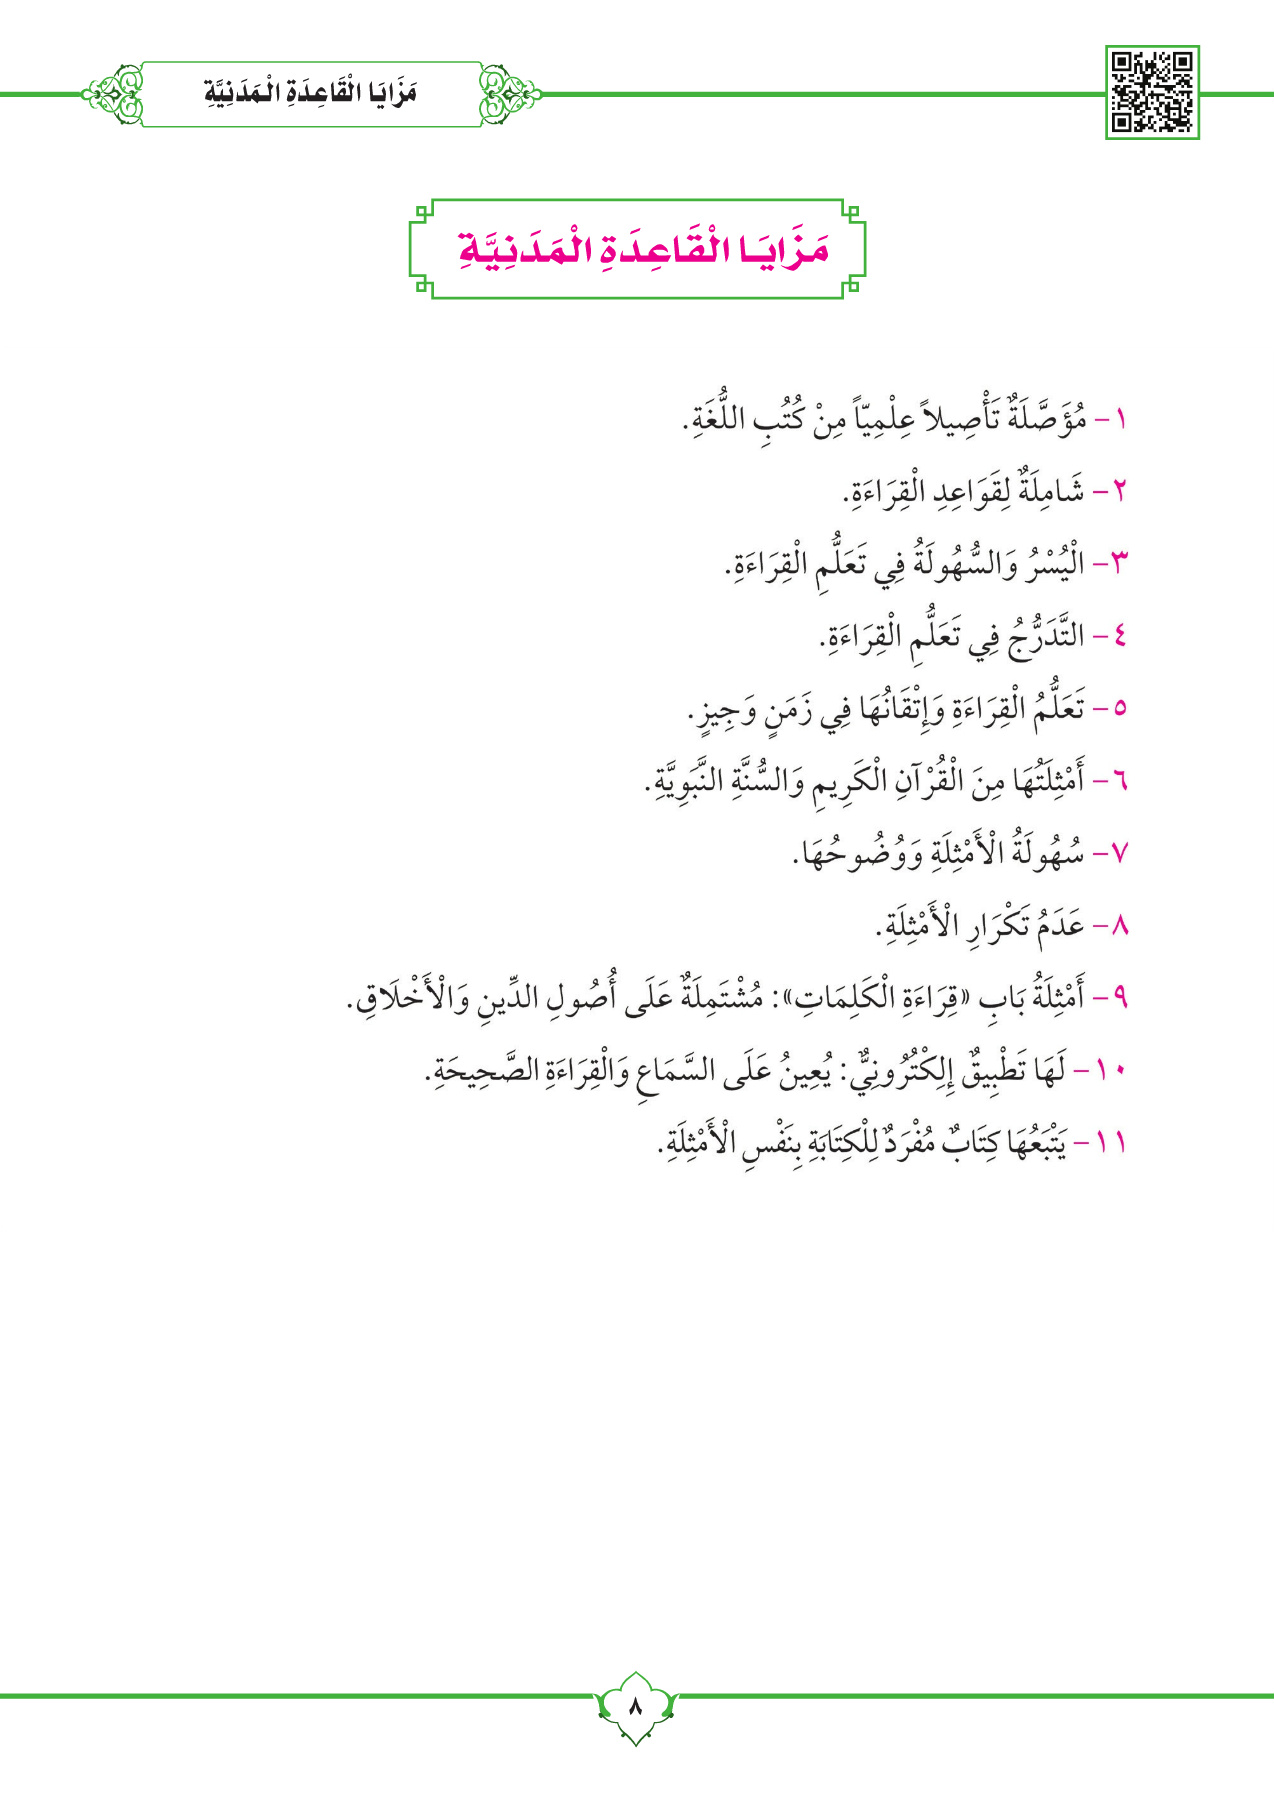 مَزَايَا الْقَاعِدَةِ الْمَدَنِيَّةِ
مَزَايَا الْقَاعِدَةِ الْمَدَنِيَّةِ
١- مُؤَصَّلَةٌ تَأْصِيلاً عِلْمِيّاً مِنْ كُتُبِ اللُّغَةِ.
٢- شَامِلَةٌ لِقَوَاعِدِ الْقِرَاءَةِ.
٣- الْيُسْرُ وَالسُّهُولَةُ فِي تَعَلُّمِ الْقِرَاءَةِ.
٤- التَّدَرُّجُ فِي تَعَلُّمِ الْقِرَاءَةِ.
٥- تَعَلُّمُ الْقِرَاءَةِ وَإِتْقَانُهَا فِي زَمَنٍ وَجِيزٍ.
٦- أَمْثِلَتُهَا مِنَ الْقُرْآنِ الْكَرِيمِ وَالسُّنَّةِ النَّبَوِيَّةِ.
٧- سُهُولَةُ الْأَمْثِلَةِ وَوُضُوحُهَا.
٨- عَدَمُ تَكْرَارِ الْأَمْثِلَةِ.
٩- أَمْثِلَةُ بَابِ «قِرَاءَةِ الْكَلِمَاتِ»: مُشْتَمِلَةٌ عَلَى أُصُولِ الدِّينِ وَالْأَخْلَاقِ.
١٠- لَهَا تَطْبِيقٌ إِلِكْتُرُونِيٌّ: يُعِينُ عَلَى السَّمَاعِ وَالْقِرَاءَةِ الصَّحِيحَةِ.
١١- يَتْبَعُهَا كِتَابٌ مُفْرَدٌ لِلْكِتَابَةِ بِنَفْسِ الْأَمْثِلَةِ.
٨